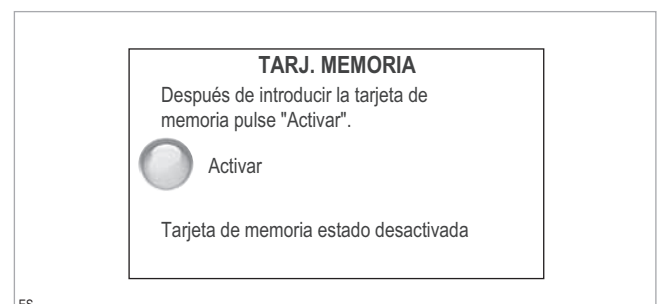 TARJ. MEMORIA
Después de introducir la tarjeta de
memoria pulse "Activar".
Activar
Tarjeta de memoria estado desactivada
ES